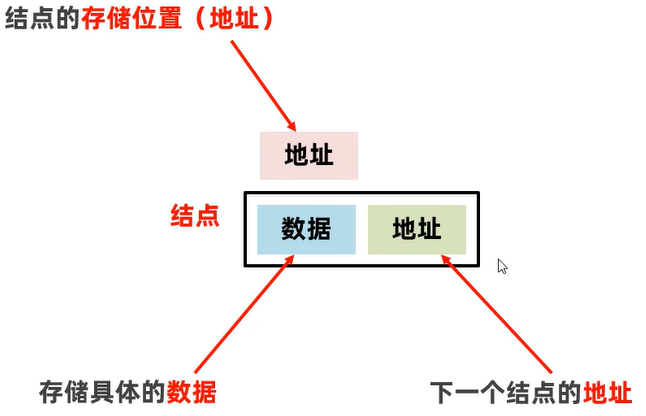 结点的存储位置（地址）
地址
结点
数据 地址
存储具体的数据
下一个结点的地址